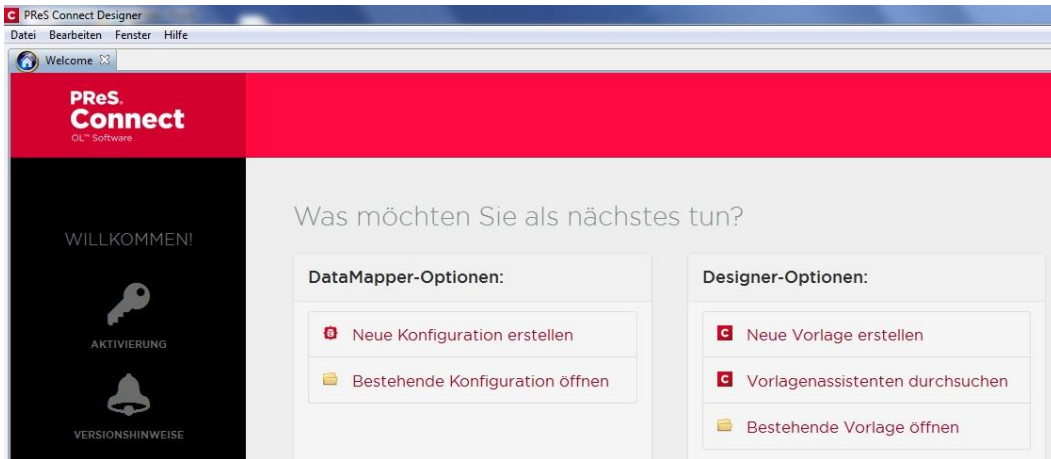 PReS Connect Designer
Datei Bearbeiten Fenster Hilfe
Welcome
PReS.
Connect
OL™ Software
WILLKOMMEN!
AKTIVIERUNG
VERSIONSHINWEISE
Was möchten Sie als nächstes tun?
DataMapper-Optionen:
Neue Konfiguration erstellen
Bestehende Konfiguration öffnen
Designer-Optionen:
Neue Vorlage erstellen
Vorlagenassistenten durchsuchen
Bestehende Vorlage öffnen